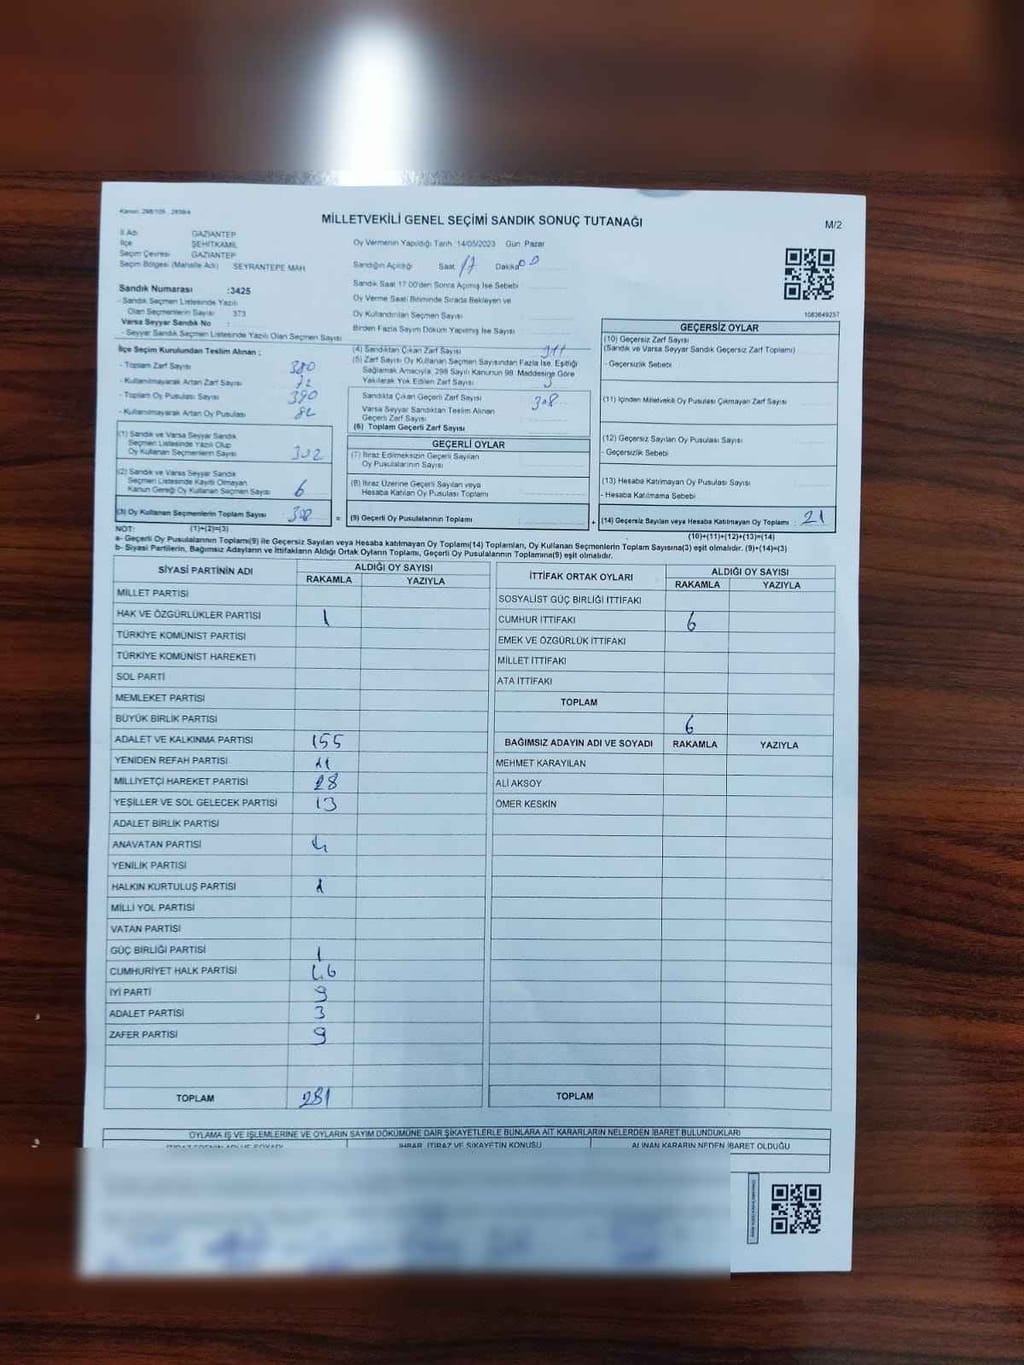 Kanun: 298/105 2839/4
MİLLETVEKİLİ GENEL SEÇİMİ SANDIK SONUÇ TUTANAĞI
M/2
İl Adı GAZİANTEP
İlçe ŞEHİTKAMİL
Seçim Çevresi GAZİANTEP
Seçim Bölgesi (Mahalle Adı) SEYRANTEPE MAH.
Oy Vermenin Yapıldığı Tarih 14/05/2023 Gün Pazar
Sandığın Açıldığı Saat 17 Dakika 00
Sandık Saat 17.00'den Sonra Açılmış İse Sebebi
Oy Verme Saati Bitiminde Sırada Bekleyen ve
Oy Kullandırılan Seçmen Sayısı
Birden Fazla Sayım Döküm Yapılmış İse Sayısı
Sandık Numarası :3425
- Sandık Seçmen Listesinde Yazılı
Olan Seçmenlerin Sayısı 373
Varsa Seyyar Sandık No :
- Seyyar Sandık Seçmen Listesinde Yazılı Olan Seçmen Sayısı
1083649257
İlçe Seçim Kurulundan Teslim Alınan ;
- Toplam Zarf Sayısı
- Kullanılmayarak Artan Zarf Sayısı
- Toplam Oy Pusulası Sayısı 390
- Kullanılmayarak Artan Oy Pusulası 82
(1) Sandık ve Varsa Seyyar Sandık
Seçmen Listesinde Yazılı Olup
Oy Kullanan Seçmenlerin Sayısı 302
(2) Sandık ve Varsa Seyyar Sandık
Seçmen Listesinde Kayıtlı Olmayan
Kanun Gereği Oy Kullanan Seçmen Sayısı 6
(3) Oy Kullanan Seçmenlerin Toplam Sayısı 308
(4) Sandıktan Çıkan Zarf Sayısı 311
(5) Zarf Sayısı Oy Kullanan Seçmen Sayısından Fazla İse, Eşitliği
Sağlamak Amacıyla, 298 Sayılı Kanunun 98. Maddesine Göre
Yakılarak Yok Edilen Zarf Sayısı 3
Sandıkta Çıkan Geçerli Zarf Sayısı 308
Varsa Seyyar Sandıktan Teslim Alınan
Geçerli Zarf Sayısı
(6) Toplam Geçerli Zarf Sayısı
GEÇERLİ OYLAR
(7) İtiraz Edilmeksizin Geçerli Sayılan
Oy Pusulalarının Sayısı
(8) İtiraz Üzerine Geçerli Sayılan veya
Hesaba Katılan Oy Pusulası Toplamı
= (9) Geçerli Oy Pusulalarının Toplamı
GEÇERSİZ OYLAR
(10) Geçersiz Zarf Sayısı
(Sandık ve Varsa Seyyar Sandık Geçersiz Zarf Toplamı)
- Geçersizlik Sebebi
(11) İçinden Milletvekili Oy Pusulası Çıkmayan Zarf Sayısı
(12) Geçersiz Sayılan Oy Pusulası Sayısı
- Geçersizlik Sebebi
(13) Hesaba Katılmayan Oy Pusulası Sayısı
- Hesaba Katılmama Sebebi
+ (14) Geçersiz Sayılan veya Hesaba Katılmayan Oy Toplamı : 21
NOT: (1)+(2)=(3)
(10)+(11)+(12)+(13)=(14)
a- Geçerli Oy Pusulalarının Toplamı(9) ile Geçersiz Sayılan veya Hesaba katılmayan Oy Toplamı(14) Toplamları, Oy Kullanan Seçmenlerin Toplam Sayısına(3) eşit olmalıdır. (9)+(14)=(3)
b- Siyasi Partilerin, Bağımsız Adayların ve İttifakların Aldığı Ortak Oyların Toplamı, Geçerli Oy Pusulalarının Toplamına(9) eşit olmalıdır.
SİYASİ PARTİNİN ADI ALDIĞI OY SAYISI
RAKAMLA YAZIYLA
MİLLET PARTİSİ
HAK VE ÖZGÜRLÜKLER PARTİSİ 1
TÜRKİYE KOMÜNİST PARTİSİ
TÜRKİYE KOMÜNİST HAREKETİ
SOL PARTİ
MEMLEKET PARTİSİ
BÜYÜK BİRLİK PARTİSİ
ADALET VE KALKINMA PARTİSİ 155
YENİDEN REFAH PARTİSİ
MİLLİYETÇİ HAREKET PARTİSİ 28
YEŞİLLER VE SOL GELECEK PARTİSİ 13
ADALET BİRLİK PARTİSİ
ANAVATAN PARTİSİ 4
YENİLİK PARTİSİ
HALKIN KURTULUŞ PARTİSİ 1
MİLLİ YOL PARTİSİ
VATAN PARTİSİ
GÜÇ BİRLİĞİ PARTİSİ 1
CUMHURİYET HALK PARTİSİ
İYİ PARTİ 9
ADALET PARTİSİ 3
ZAFER PARTİSİ 9
TOPLAM 281
İTTİFAK ORTAK OYLARI ALDIĞI OY SAYISI
RAKAMLA YAZIYLA
SOSYALİST GÜÇ BİRLİĞİ İTTİFAKI
CUMHUR İTTİFAKI 6
EMEK VE ÖZGÜRLÜK İTTİFAKI
MİLLET İTTİFAKI
ATA İTTİFAKI
TOPLAM
6
BAĞIMSIZ ADAYIN ADI VE SOYADI RAKAMLA YAZIYLA
MEHMET KARAYILAN
ALİ AKSOY
ÖMER KESKİN
TOPLAM
OYLAMA İŞ VE İŞLEMLERİNE VE OYLARIN SAYIM DÖKÜMÜNE DAİR ŞİKAYETLERLE BUNLARA AİT KARARLARIN NELERDEN İBARET BULUNDUKLARI
İHBAR, İTİRAZ VE ŞİKAYETİN KONUSU ALINAN KARARIN NEDEN İBARET OLDUĞU